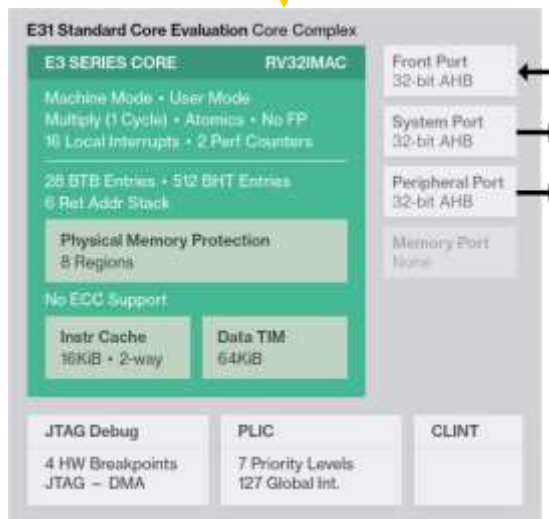 E31 Standard Core Evaluation Core Complex
E3 SERIES CORE RV32IMAC
Machine Mode • User Mode
Multiply (1 Cycle) • Atomics • No FP
16 Local Interrupts • 2 Perf Counters
28 BTB Entries • 512 BHT Entries
6 Ret Addr Stack
Physical Memory Protection
8 Regions
No ECC Support
Instr Cache
16KiB • 2-way
Data TIM
64KiB
Front Port
32-bit AHB
System Port
32-bit AHB
Peripheral Port
32-bit AHB
Memory Port
None
JTAG Debug
4 HW Breakpoints
JTAG – DMA
PLIC
7 Priority Levels
127 Global Int.
CLINT